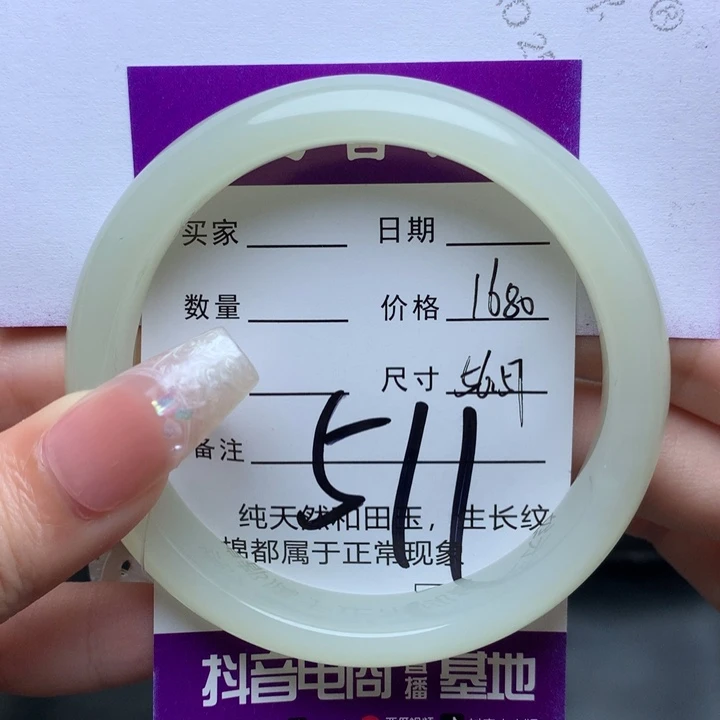 买家 日期
数量 价格 1680
尺寸
备注
511
纯天然和田玉，生长纹
棉都属于正常现象
抖音电商直播基地